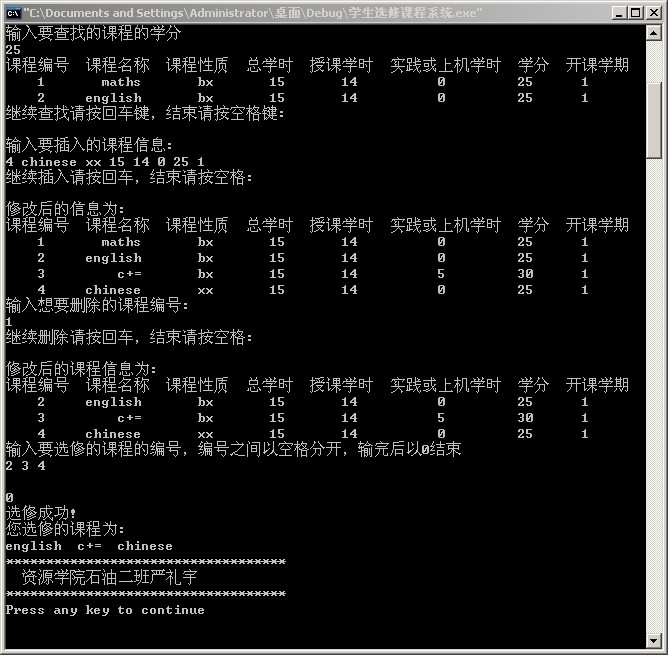 "C:\Documents and Settings\Administrator\桌面\Debug\学生选修课程系统.exe"
输入要查找的课程的学分
25
课程编号 课程名称 课程性质 总学时 授课学时 实践或上机学时 学分 开课学期
1 maths bx 15 14 0 25 1
2 english bx 15 14 0 25 1
继续查找请按回车键，结束请按空格键：
输入要插入的课程信息：
4 chinese xx 15 14 0 25 1
继续插入请按回车，结束请按空格：
修改后的信息为：
课程编号 课程名称 课程性质 总学时 授课学时 实践或上机学时 学分 开课学期
1 maths bx 15 14 0 25 1
2 english bx 15 14 0 25 1
3 c+= bx 15 14 5 30 1
4 chinese xx 15 14 0 25 1
输入想要删除的课程编号：
1
继续删除请按回车，结束请按空格：
修改后的课程信息为：
课程编号 课程名称 课程性质 总学时 授课学时 实践或上机学时 学分 开课学期
2 english bx 15 14 0 25 1
3 c+= bx 15 14 5 30 1
4 chinese xx 15 14 0 25 1
输入要选修的课程的编号，编号之间以空格分开，输完后以0结束
2 3 4
0
选修成功！
您选修的课程为：
english c+= chinese
***********************************
资源学院石油二班严礼宇
***********************************
Press any key to continue